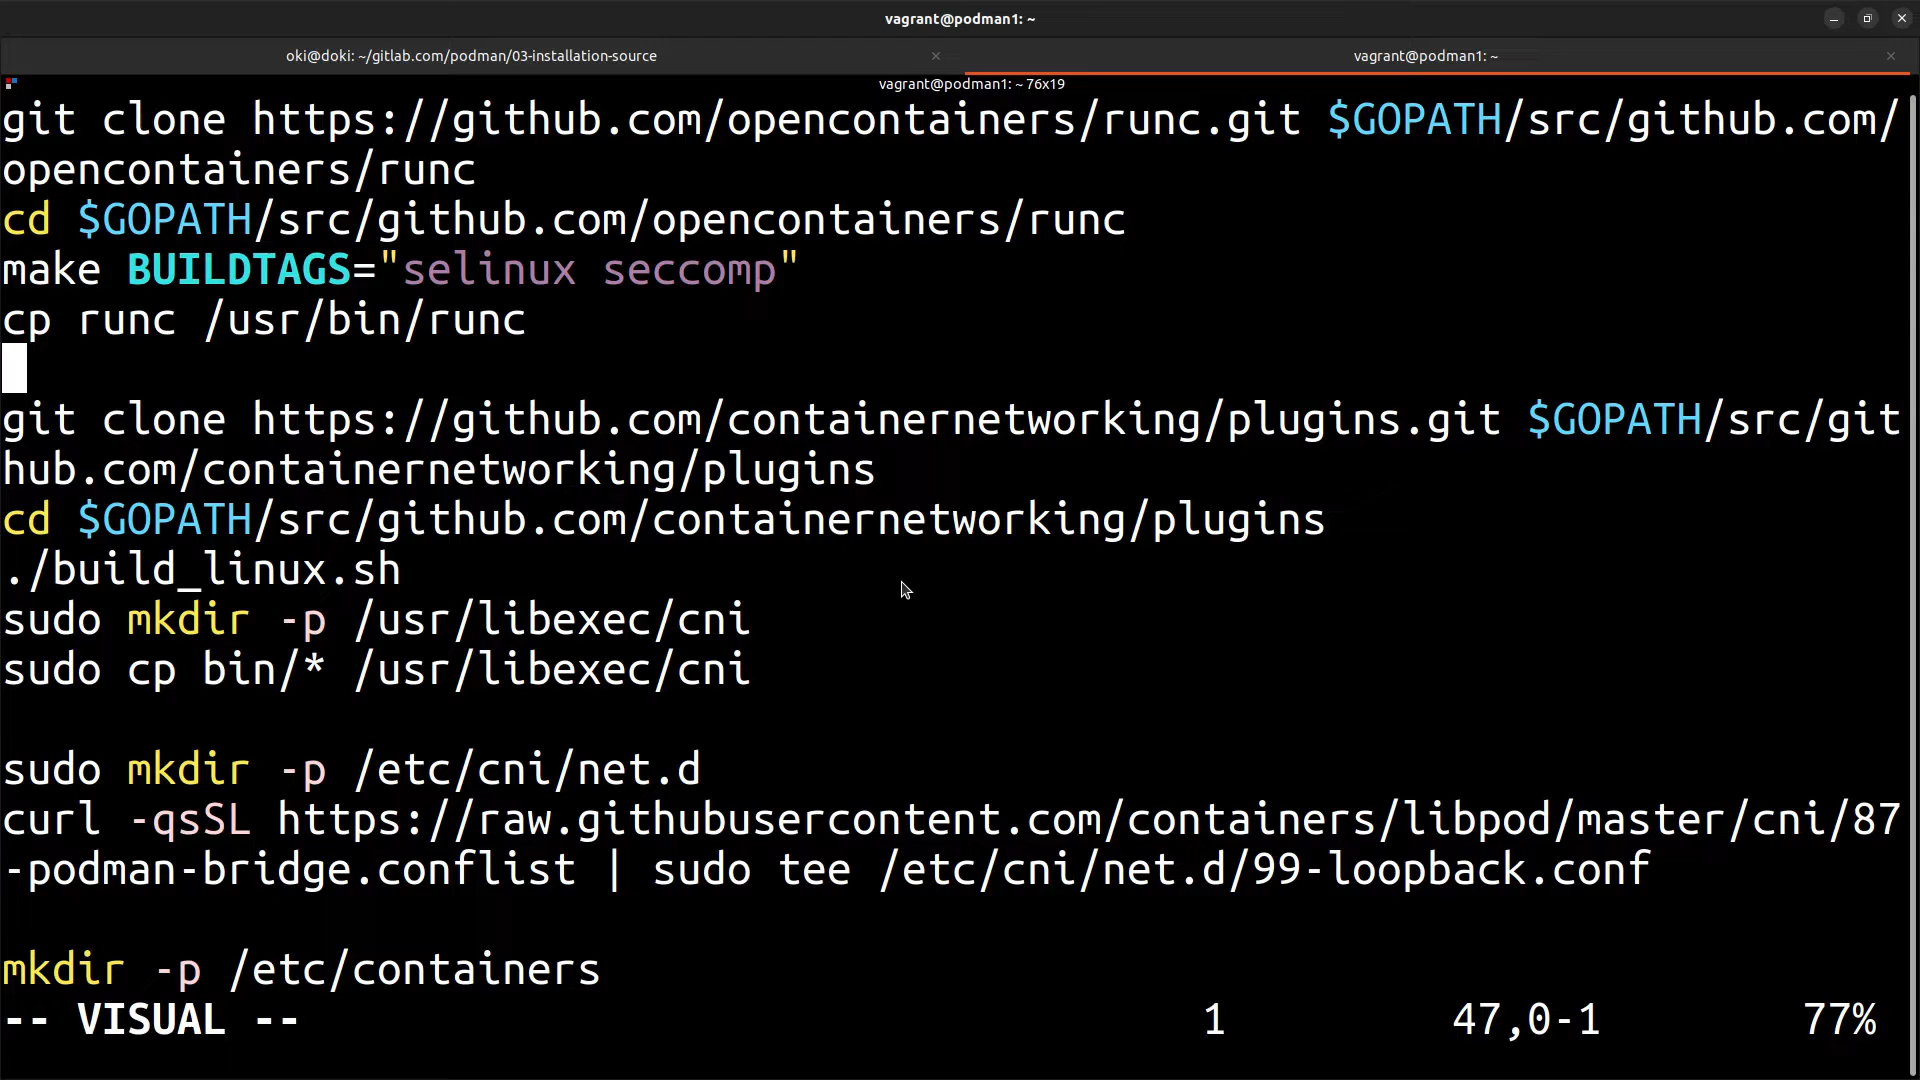 vagrant@podman1: ~
oki@doki: ~/gitlab.com/podman/03-installation-source
vagrant@podman1: ~
vagrant@podman1: ~ 76x19
git clone https://github.com/opencontainers/runc.git $GOPATH/src/github.com/
opencontainers/runc
cd $GOPATH/src/github.com/opencontainers/runc
make BUILDTAGS="selinux seccomp"
cp runc /usr/bin/runc
git clone https://github.com/containernetworking/plugins.git $GOPATH/src/git
hub.com/containernetworking/plugins
cd $GOPATH/src/github.com/containernetworking/plugins
./build_linux.sh
sudo mkdir -p /usr/libexec/cni
sudo cp bin/* /usr/libexec/cni
sudo mkdir -p /etc/cni/net.d
curl -qsSL https://raw.githubusercontent.com/containers/libpod/master/cni/87
-podman-bridge.conflist | sudo tee /etc/cni/net.d/99-loopback.conf
mkdir -p /etc/containers
-- VISUAL -- 1 47,0-1 77%